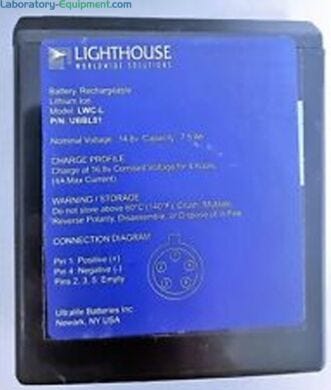 Laboratory-Equipment.com
LIGHTHOUSE
WORLDWIDE SOLUTIONS
Battery, Rechargeable
Lithium Ion
Model: LWC-L
P/N: UBBL01
Nominal Voltage: 14.8v Capacity: 7.5 Ah
CHARGE PROFILE
Charge at 16.8v Constant Voltage for 4 hours.
(4A Max Current)
WARNING / STORAGE
Do not store above 60°C (140°F), Crush, Mutilate,
Reverse Polarity, Disassemble, or Dispose of in Fire
CONNECTION DIAGRAM
Pin 1: Positive (+)
Pin 4: Negative (-)
Pins 2, 3, 5: Empty
Ultralife Batteries Inc
Newark, NY USA